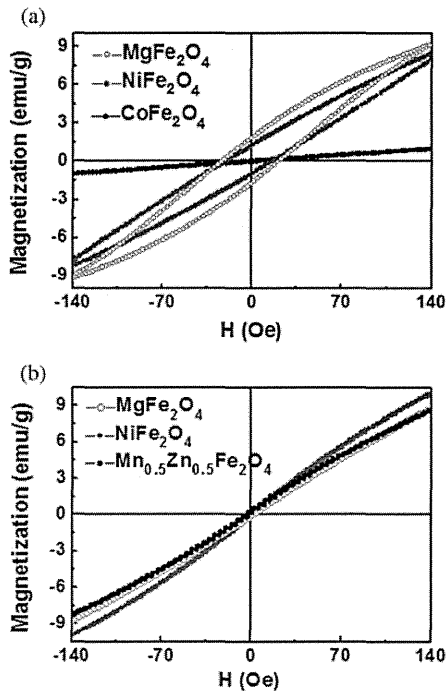 (a)
9
6
3
0
-3
-6
-9
Magnetization (emu/g)
MgFe₂O₄
NiFe₂O₄
CoFe₂O₄
-140 -70 0 70 140
H (Oe)
(b)
9
6
3
0
-3
-6
-9
Magnetization (emu/g)
MgFe₂O₄
NiFe₂O₄
Mn₀.₅Zn₀.₅Fe₂O₄
-140 -70 0 70 140
H (Oe)